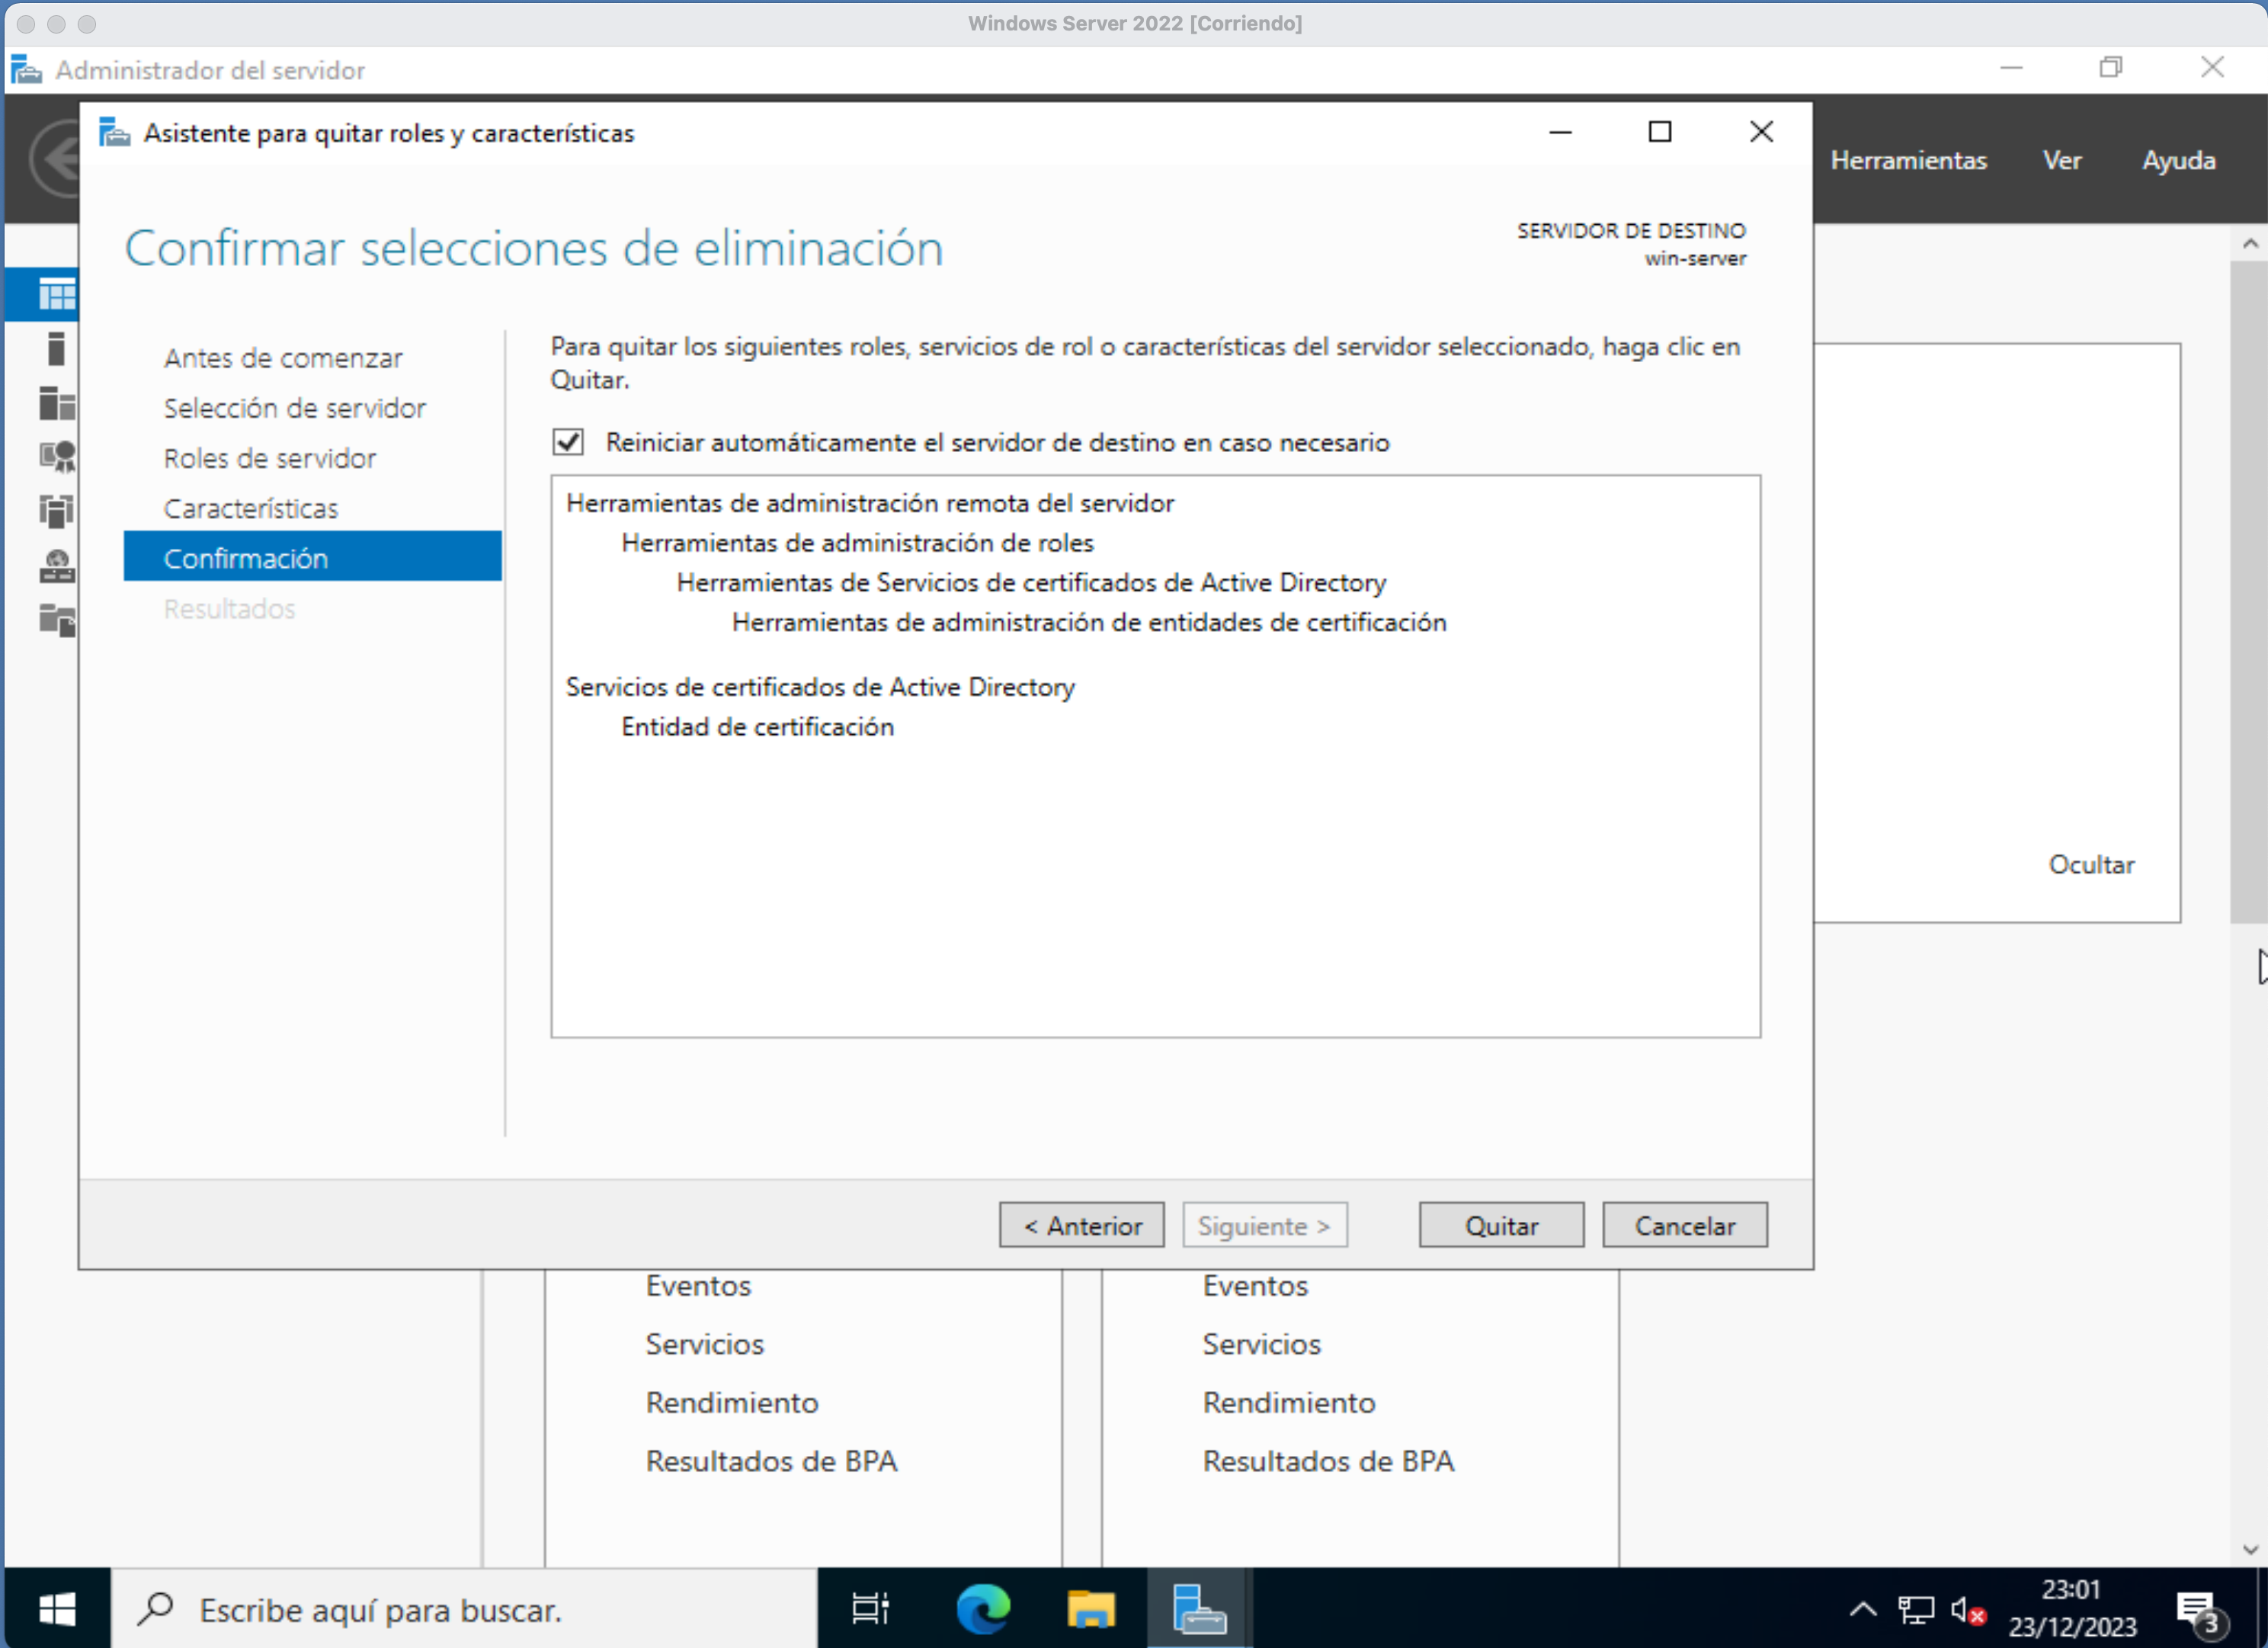 Windows Server 2022 [Corriendo]
Administrador del servidor
Asistente para quitar roles y características
Herramientas
Ver
Ayuda
Confirmar selecciones de eliminación
SERVIDOR DE DESTINO
win-server
Antes de comenzar
Selección de servidor
Roles de servidor
Características
Confirmación
Resultados
Para quitar los siguientes roles, servicios de rol o características del servidor seleccionado, haga clic en
Quitar.
Reiniciar automáticamente el servidor de destino en caso necesario
Herramientas de administración remota del servidor
Herramientas de administración de roles
Herramientas de Servicios de certificados de Active Directory
Herramientas de administración de entidades de certificación
Servicios de certificados de Active Directory
Entidad de certificación
Ocultar
< Anterior
Siguiente >
Quitar
Cancelar
Eventos
Servicios
Rendimiento
Resultados de BPA
Eventos
Servicios
Rendimiento
Resultados de BPA
Escribe aquí para buscar.
23:01
23/12/2023
3